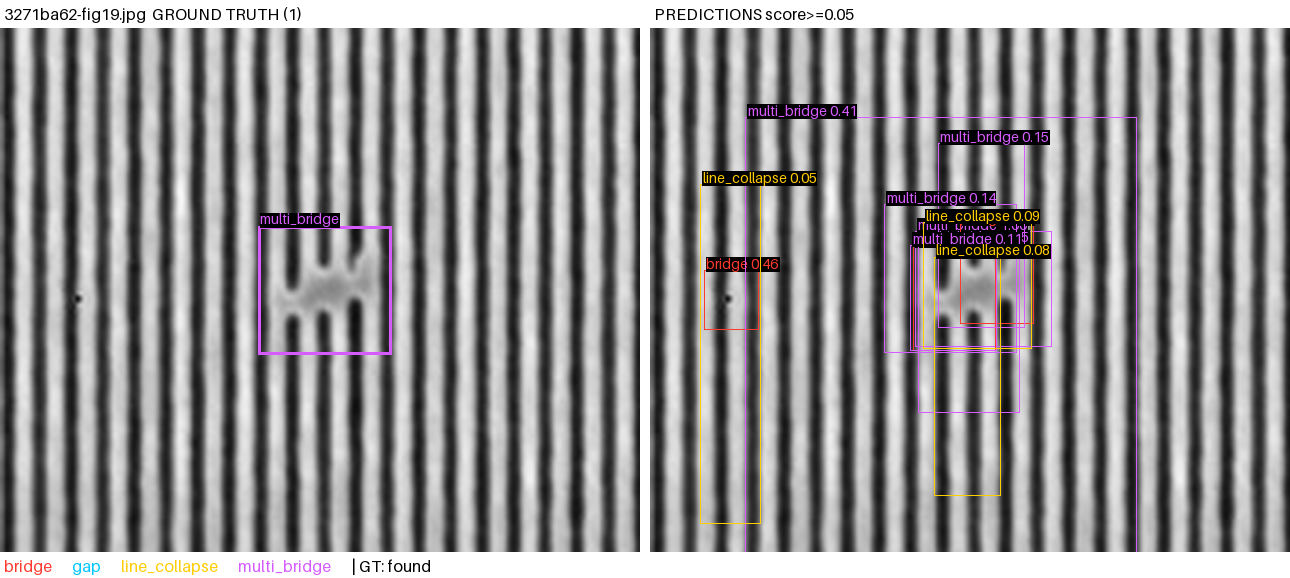 3271ba62-fig19.jpg GROUND TRUTH (1)
PREDICTIONS score>=0.05
multi_bridge 0.41
multi_bridge 0.15
line_collapse 0.05
multi_bridge 0.14
multi_bridge
line_collapse 0.09
multi_bridge
multi_bridge 0.11
line_collapse 0.08
bridge 0.46
bridge gap line_collapse multi_bridge | GT: found